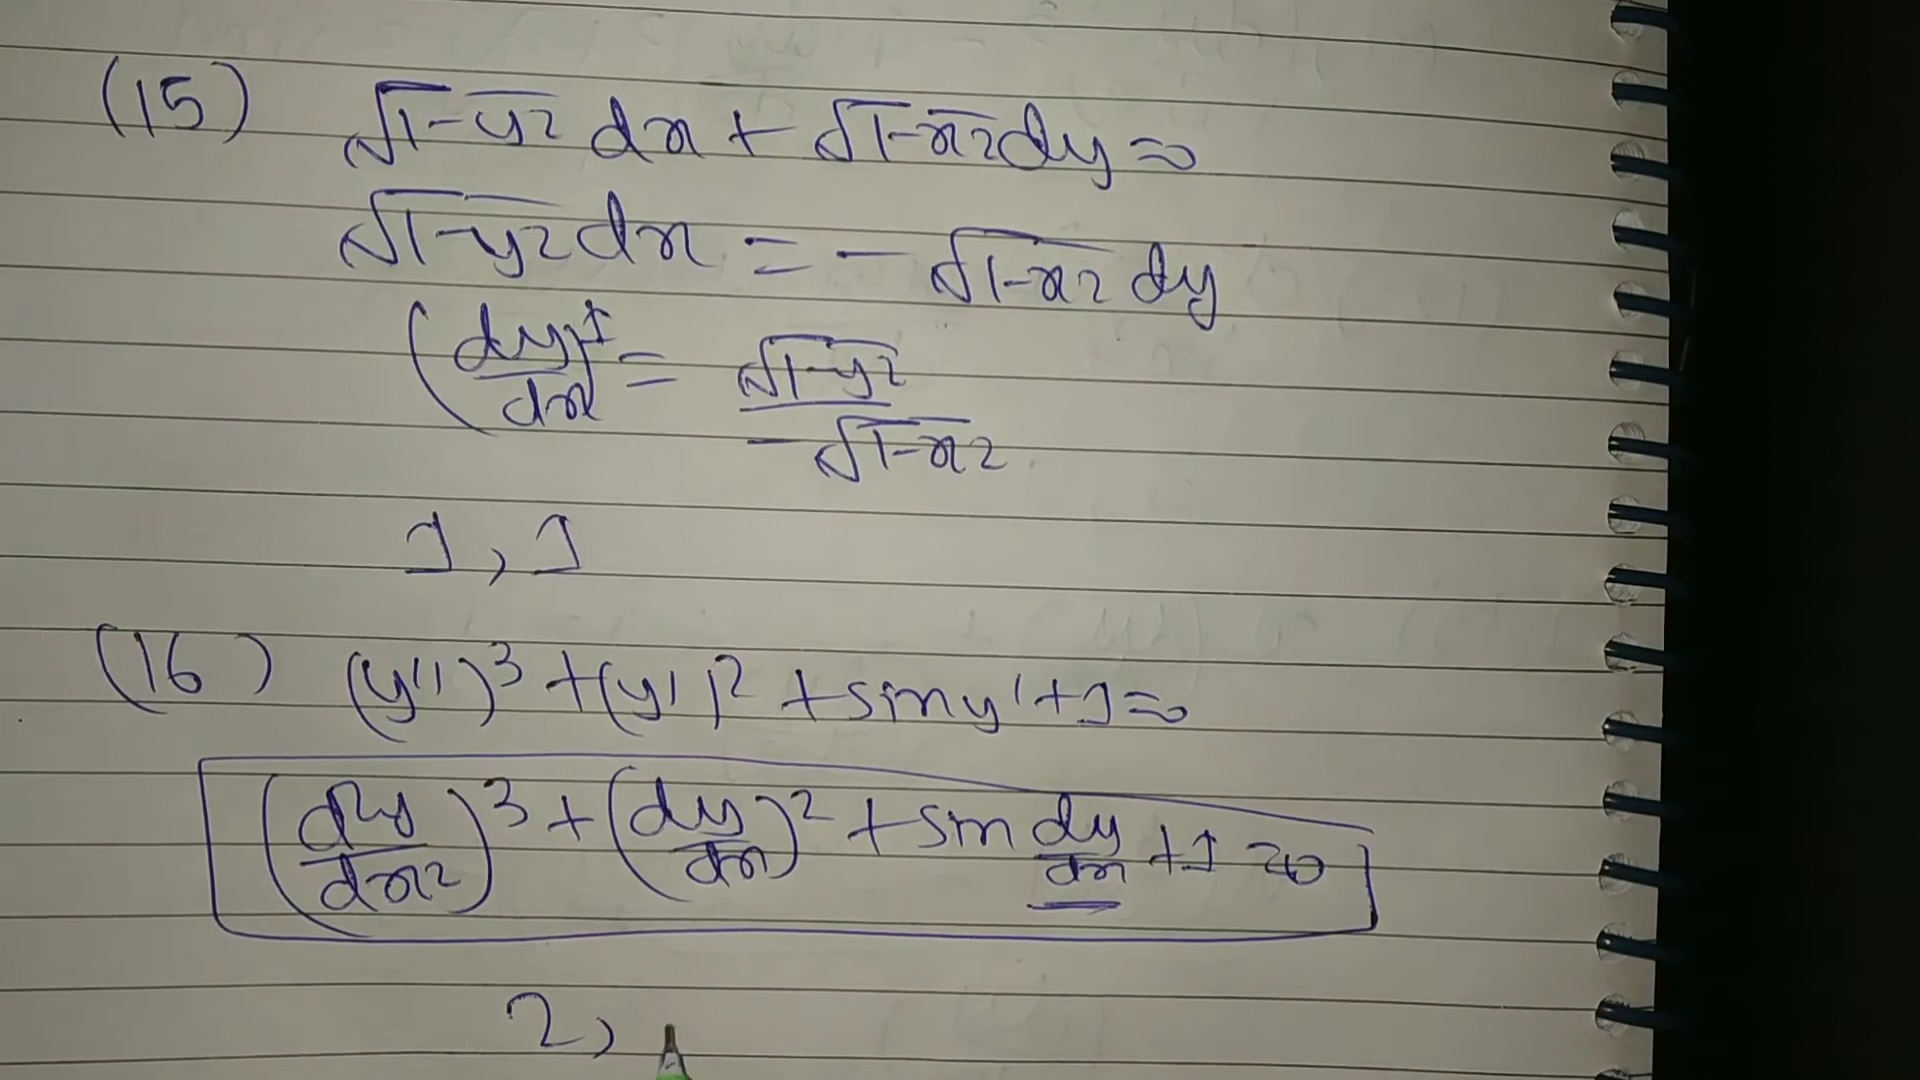 (15) √1-y2 dx + √1-x2 dy=0
√1-y2 dx = - √1-x2 dy
(dy/dx)1 = √1-y2 / -√1-x2
1, 1
(16) (y'')3 + (y')2 + sin y' + 1=0
(d2y/dx2)3 + (dy/dx)2 + sin dy/dx + 1 = 0
2,